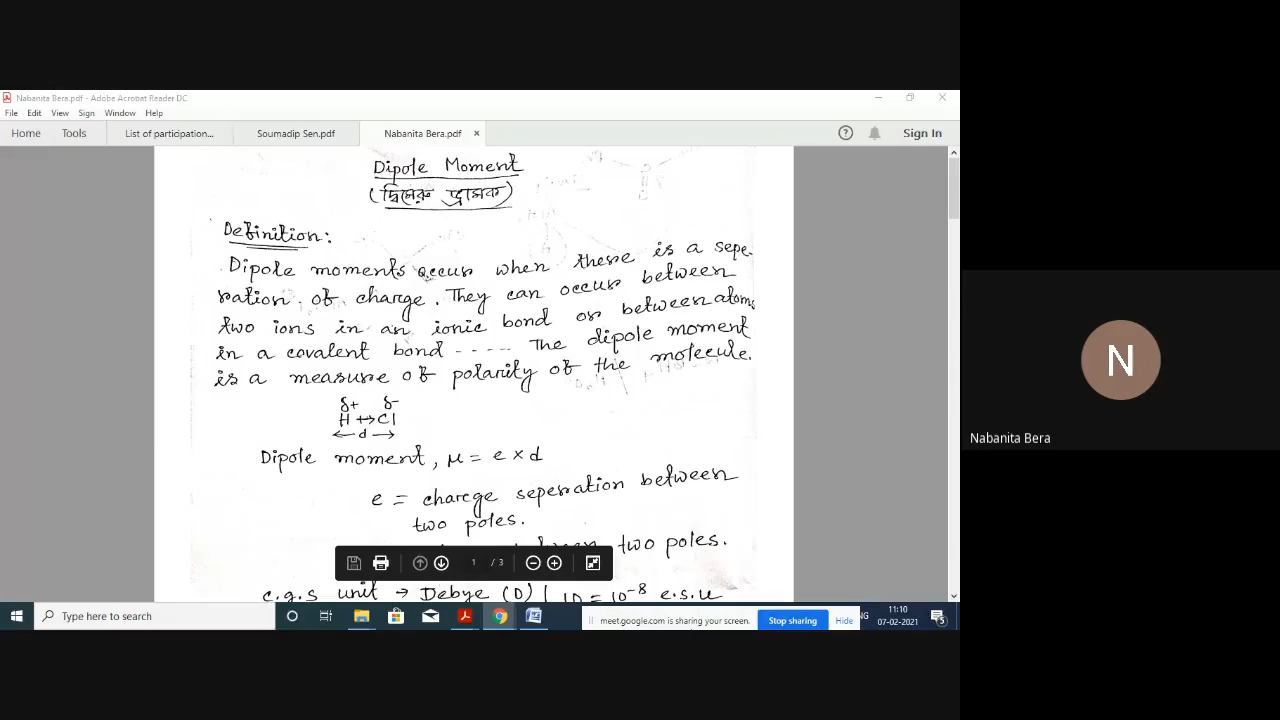 Nabanita Bera.pdf - Adobe Acrobat Reader DC
File Edit View Sign Window Help
Home Tools List of participation... Soumadip Sen.pdf Nabanita Bera.pdf × Sign In
Dipole Moment
(দ্বিমেরু ভ্রামক)
Definition:
Dipole moments occur when there is a sepe-
ration of charge. They can occur between
two ions in an ionic bond or between atoms
in a covalent bond ---- The dipole moment
is a measure of polarity of the molecule.
δ+ δ-
H ↔ Cl
← d →
Dipole moment, μ = e × d
e = charge seperation between
two poles.
two poles.
1 / 3
c.g.s unit → Debye (D) | 1D = 10⁻⁸ e.s.u
Type here to search
meet.google.com is sharing your screen. Stop sharing Hide
11:10
07-02-2021
5
N
Nabanita Bera